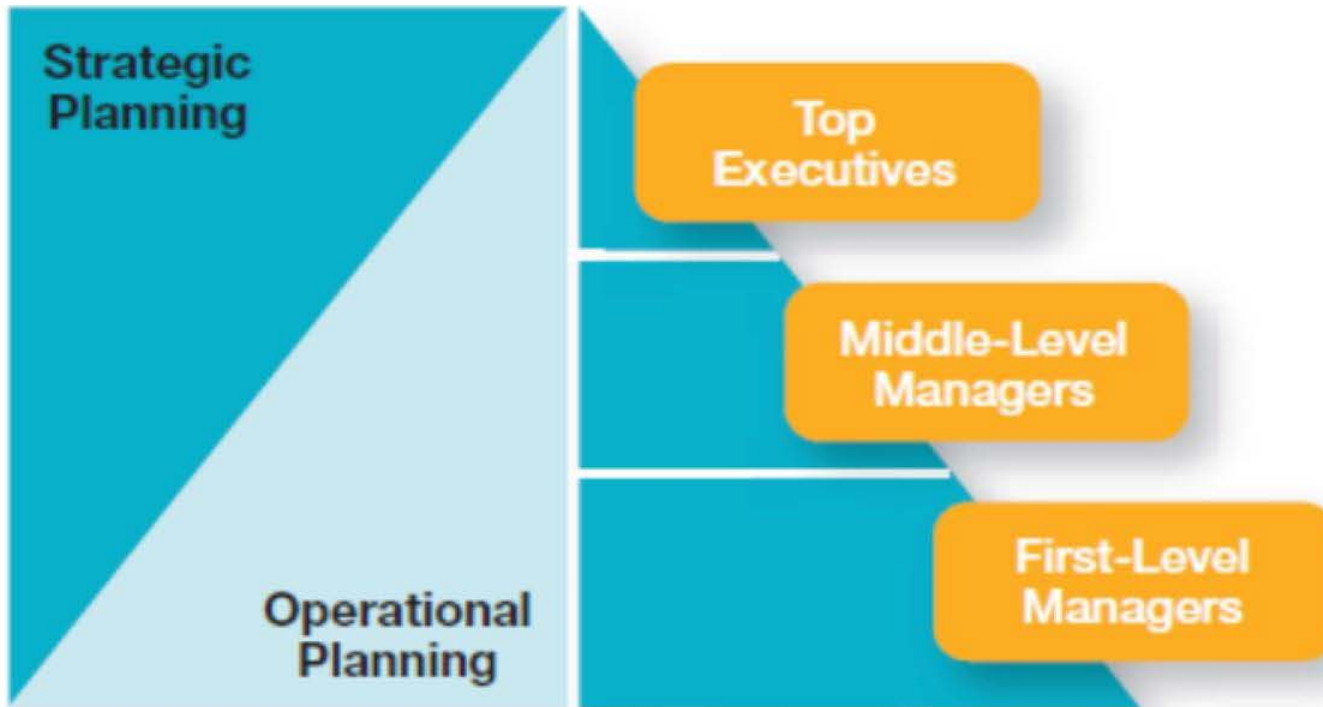 Strategic
Planning
Operational
Planning
Top
Executives
Middle-Level
Managers
First-Level
Managers